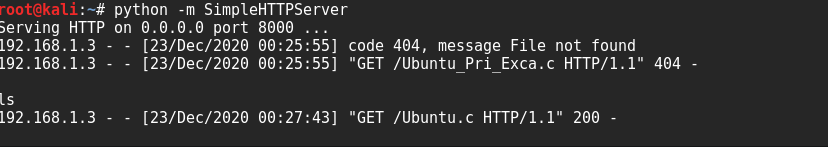 root@kali:~# python -m SimpleHTTPServer
Serving HTTP on 0.0.0.0 port 8000 ...
192.168.1.3 - - [23/Dec/2020 00:25:55] code 404, message File not found
192.168.1.3 - - [23/Dec/2020 00:25:55] "GET /Ubuntu_Pri_Exca.c HTTP/1.1" 404 -
ls
192.168.1.3 - - [23/Dec/2020 00:27:43] "GET /Ubuntu.c HTTP/1.1" 200 -